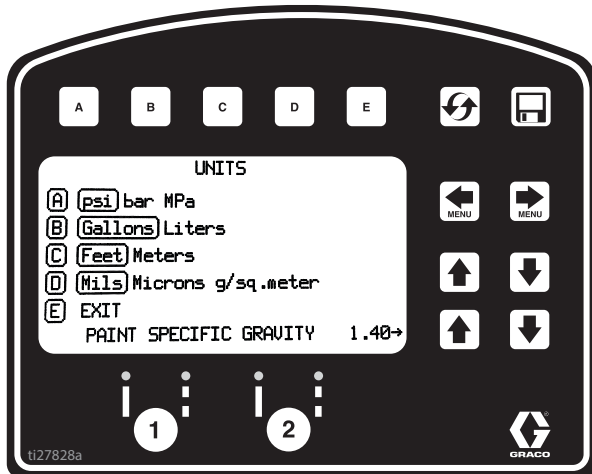 A B C D E
UNITS
A psi bar MPa
B Gallons Liters
C Feet Meters
D Mils Microns g/sq.meter
E EXIT
PAINT SPECIFIC GRAVITY 1.40→
MENU MENU
1 2
ti27828a
GRACO